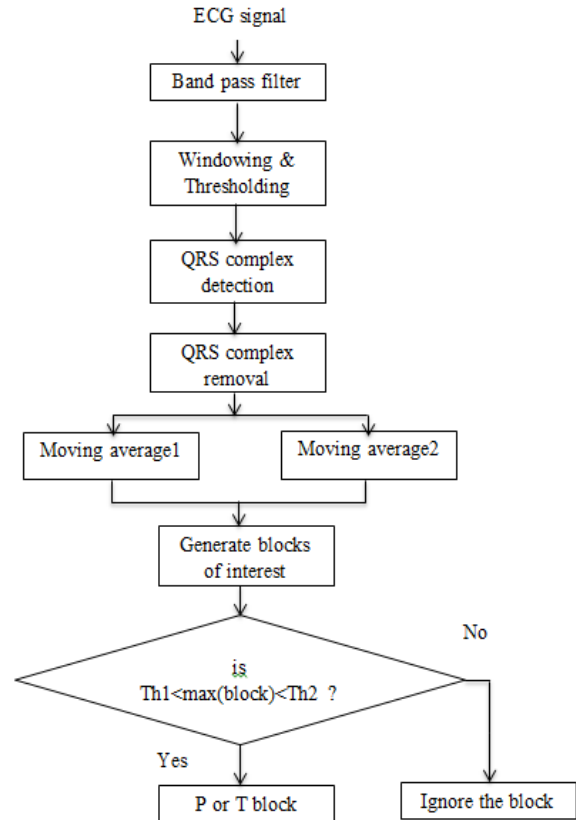 ECG signal
Band pass filter
Windowing &
Thresholding
QRS complex
detection
QRS complex
removal
Moving average1
Moving average2
Generate blocks
of interest
No
is
Th1<max(block)<Th2 ?
Yes
P or T block
Ignore the block